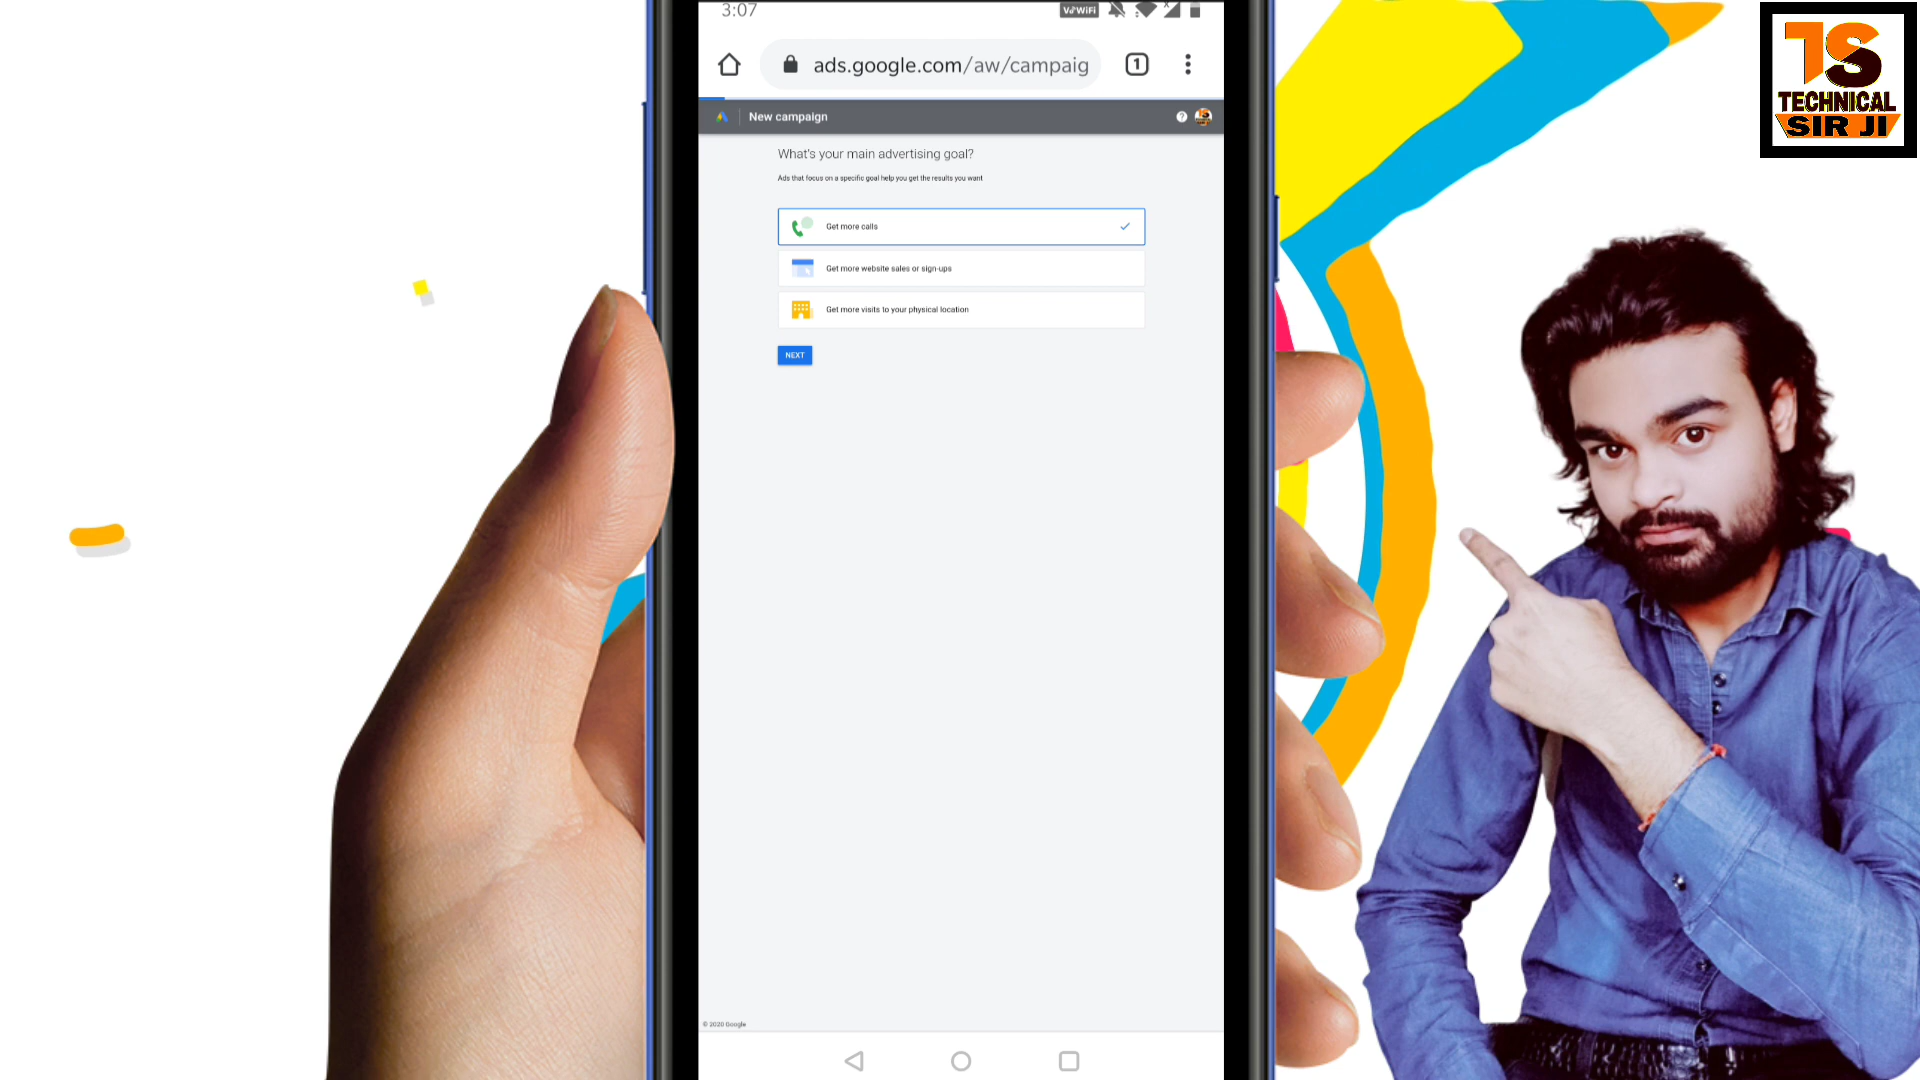 3:07
VoWiFi
ads.google.com/aw/campaig
1
New campaign
What's your main advertising goal?
Ads that focus on a specific goal help you get the results you want
Get more calls
Get more website sales or sign-ups
Get more visits to your physical location
NEXT
© 2020 Google
TS
TECHNICAL
SIR JI